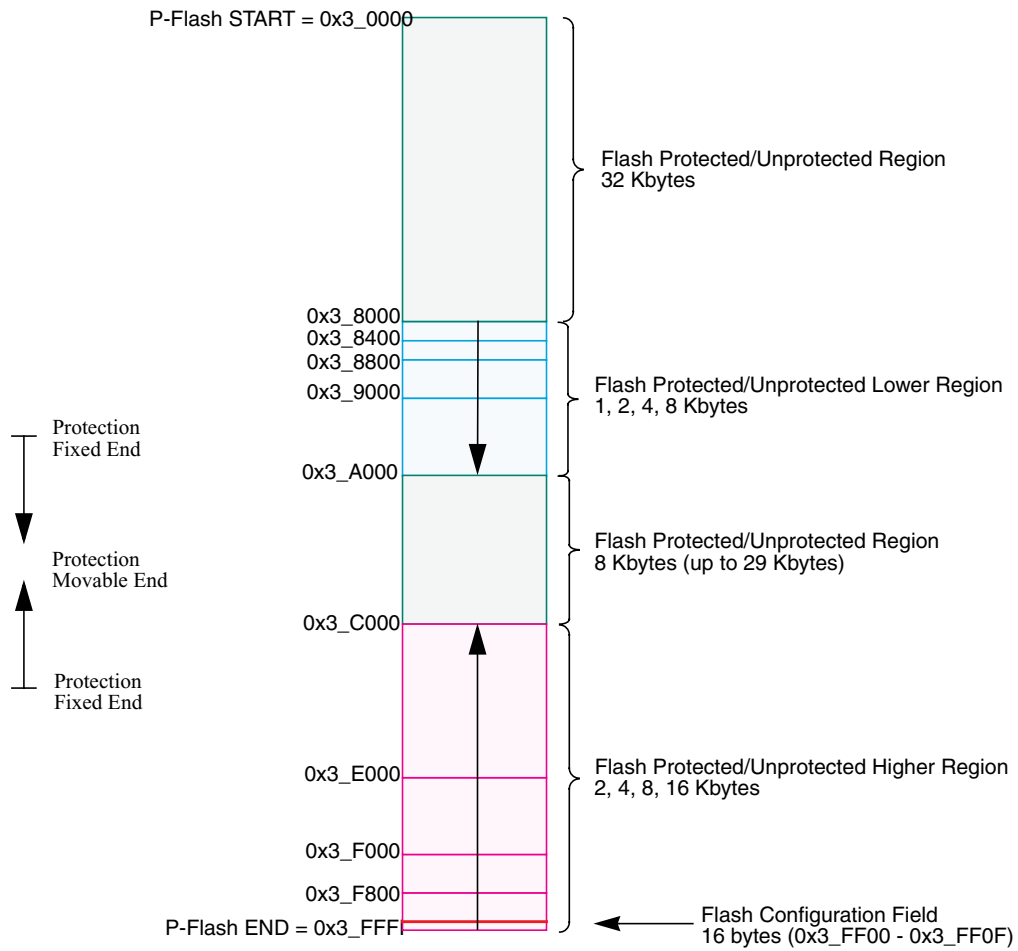 P-Flash START = 0x3_0000
Flash Protected/Unprotected Region
32 Kbytes
0x3_8000
0x3_8400
0x3_8800
0x3_9000
Flash Protected/Unprotected Lower Region
1, 2, 4, 8 Kbytes
Protection
Fixed End
0x3_A000
Protection
Movable End
Flash Protected/Unprotected Region
8 Kbytes (up to 29 Kbytes)
0x3_C000
Protection
Fixed End
0x3_E000
Flash Protected/Unprotected Higher Region
2, 4, 8, 16 Kbytes
0x3_F000
0x3_F800
P-Flash END = 0x3_FFF
Flash Configuration Field
16 bytes (0x3_FF00 - 0x3_FF0F)